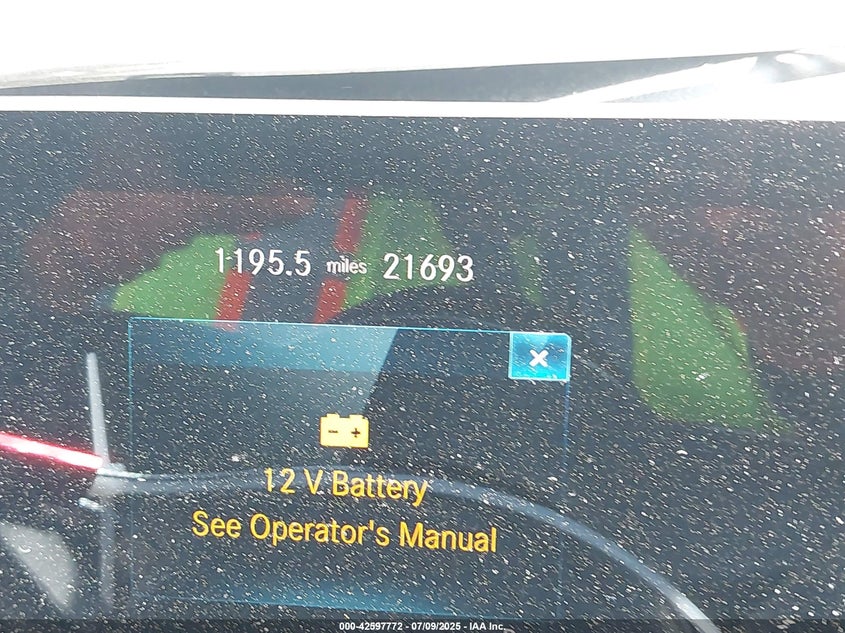 1195.5 miles 21693
12 V Battery
See Operator's Manual
000-42597772 - 07/09/2025 - IAA Inc.